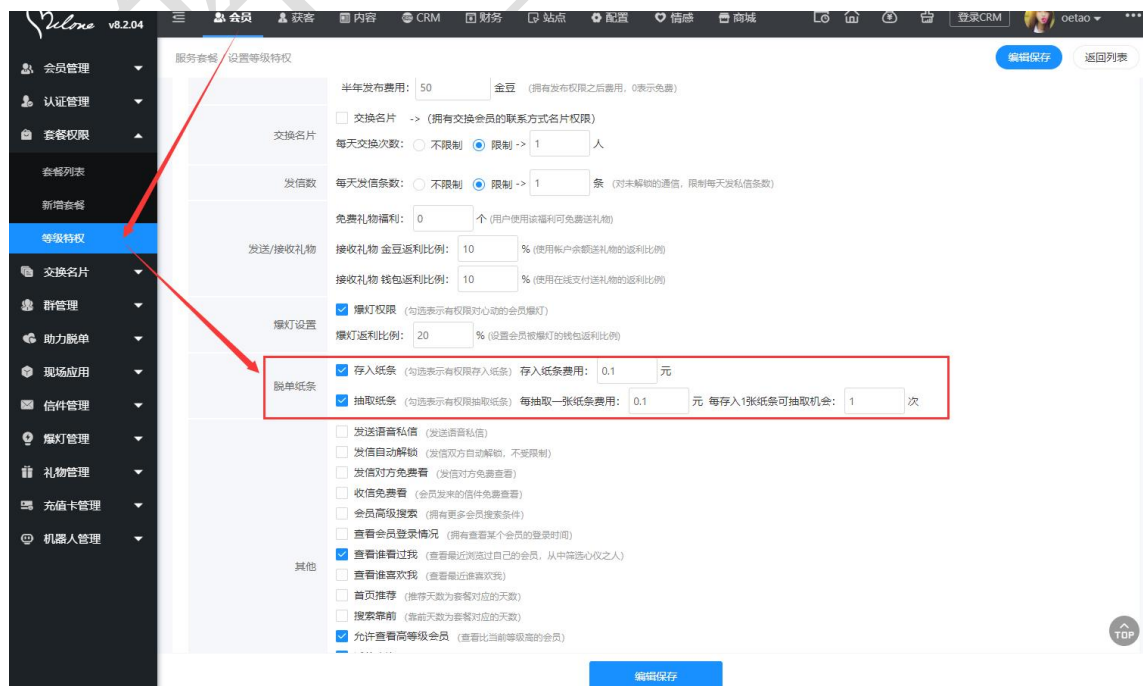 Milone v8.2.04
会员 获客 内容 CRM 财务 站点 配置 情感 商城 登录CRM oetao
服务套餐 / 设置等级特权 编辑保存 返回列表
会员管理
认证管理
套餐权限
套餐列表
新增套餐
等级特权
交换名片
群管理
助力脱单
现场应用
信件管理
爆灯管理
礼物管理
充值卡管理
机器人管理
半年发布费用： 50 金豆 (拥有发布权限之后费用，0表示免费)
交换名片
交换名片 -> (拥有交换会员的联系方式名片权限)
每天交换次数： 不限制 限制 -> 1 人
发信数 每天发信条数： 不限制 限制 -> 1 条 (对未解锁的通信，限制每天发私信条数)
发送/接收礼物
免费礼物福利： 0 个 (用户使用该福利可免费送礼物)
接收礼物 金豆返利比例： 10 % (使用帐户余额送礼物的返利比例)
接收礼物 钱包返利比例： 10 % (使用在线支付送礼物的返利比例)
爆灯设置
爆灯权限 (勾选表示有权限对心动的会员爆灯)
爆灯返利比例： 20 % (设置会员被爆灯的钱包返利比例)
脱单纸条
存入纸条 (勾选表示有权限存入纸条) 存入纸条费用： 0.1 元
抽取纸条 (勾选表示有权限抽取纸条) 每抽取一张纸条费用： 0.1 元 每存入1张纸条可抽取机会： 1 次
其他
发送语音私信 (发送语音私信)
发信自动解锁 (发信双方自动解锁，不受限制)
发信对方免费看 (发信对方免费查看)
收信免费看 (会员发来的信件免费查看)
会员高级搜索 (拥有更多会员搜索条件)
查看会员登录情况 (拥有查看某个会员的登录时间)
查看谁看过我 (查看最近浏览过自己的会员，从中筛选心仪之人)
查看谁喜欢我 (查看最近谁喜欢我)
首页推荐 (推荐天数为套餐对应的天数)
搜索靠前 (靠前天数为套餐对应的天数)
允许查看高等级会员 (查看比当前等级高的会员)
TOP
编辑保存